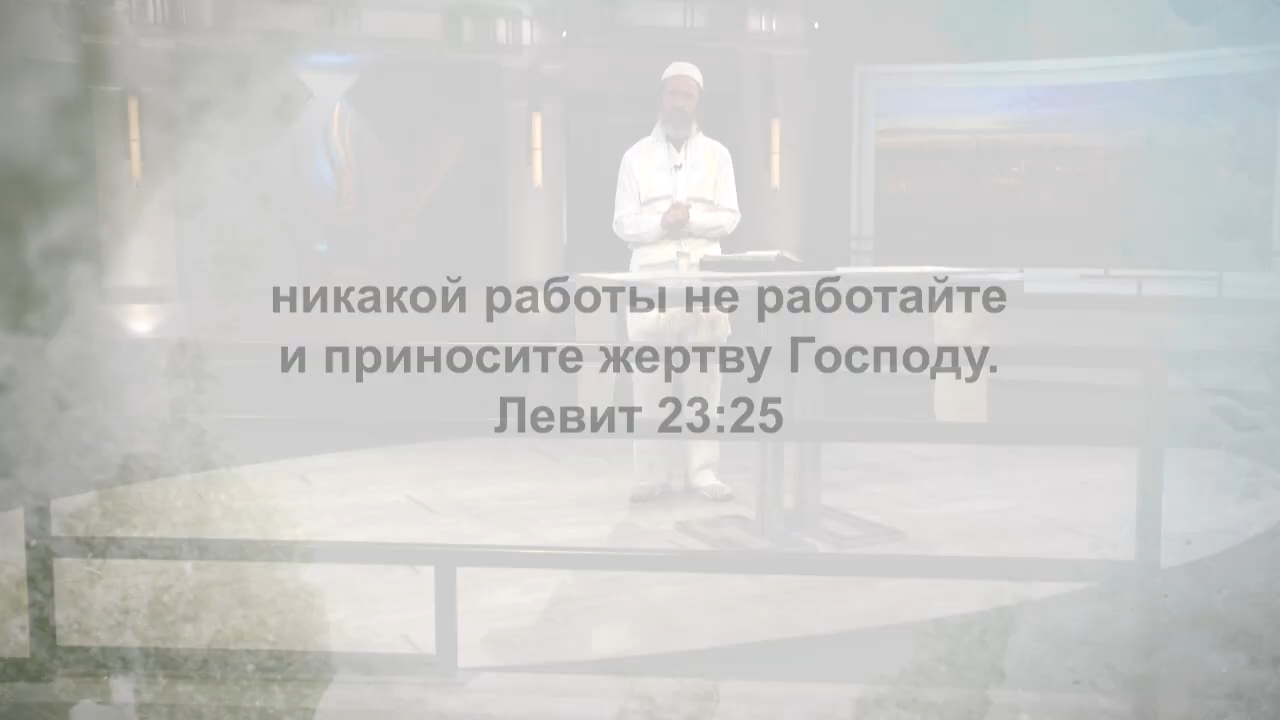 никакой работы не работайте
и приносите жертву Господу.
Левит 23:25